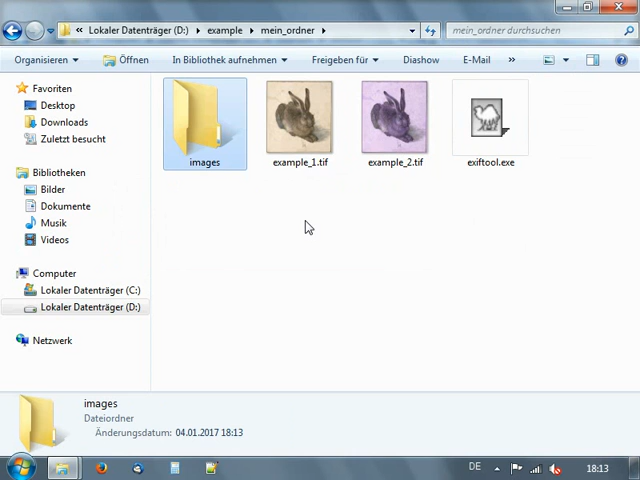 « Lokaler Datenträger (D:) ▸ example ▸ mein_ordner ▸
mein_ordner durchsuchen
Organisieren ▾ Öffnen In Bibliothek aufnehmen ▾ Freigeben für ▾ Diashow E-Mail »
Favoriten
Desktop
Downloads
Zuletzt besucht
Bibliotheken
Bilder
Dokumente
Musik
Videos
Computer
Lokaler Datenträger (C:)
Lokaler Datenträger (D:)
Netzwerk
images
example_1.tif
example_2.tif
exiftool.exe
images
Dateiordner
Änderungsdatum: 04.01.2017 18:13
DE
18:13